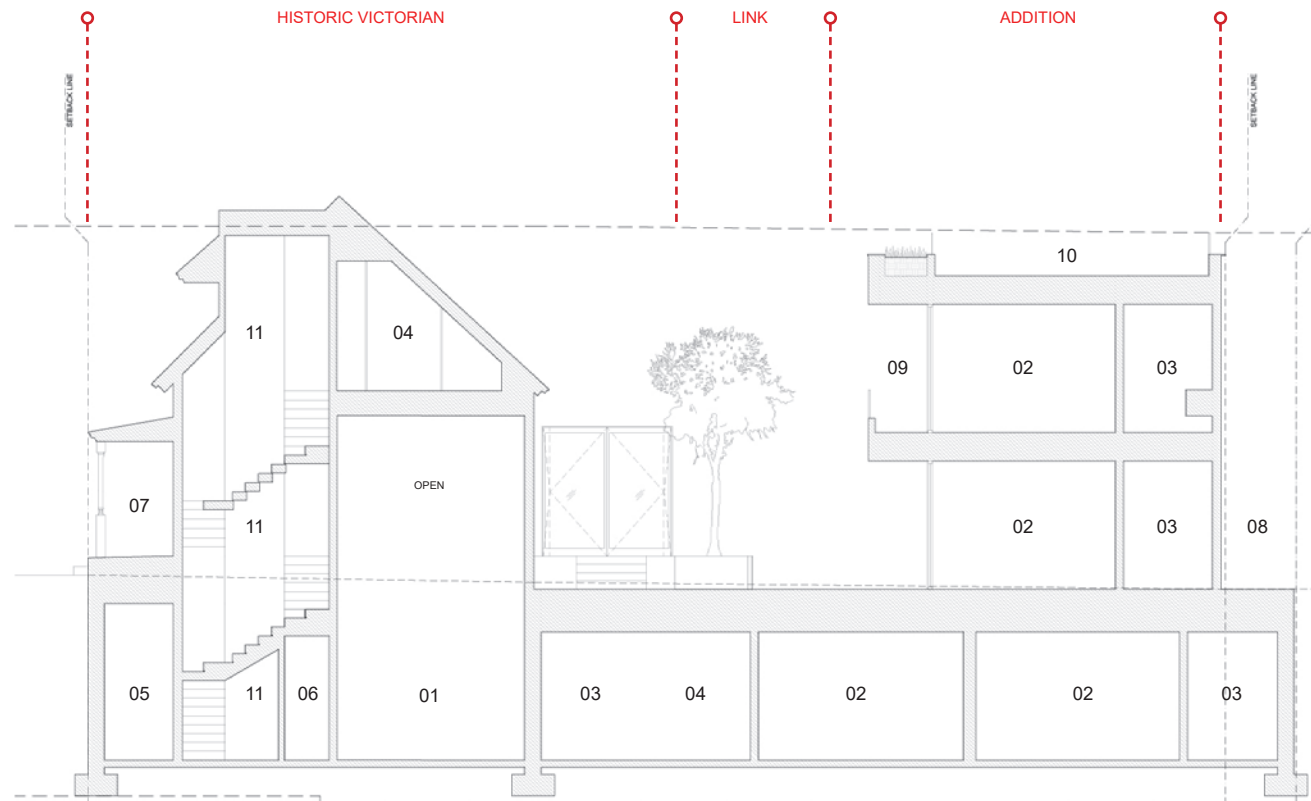 HISTORIC VICTORIAN LINK ADDITION
SETBACK LINE SETBACK LINE
10
11 04
09 02 03
OPEN
07 11 02 03 08
05 11 06 01 03 04 02 02 03